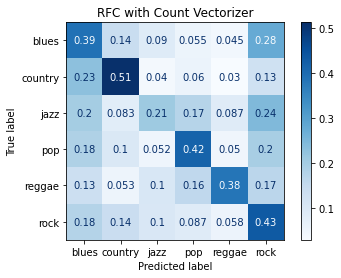 RFC with Count Vectorizer
blues 0.39 0.14 0.09 0.055 0.045 0.28
country 0.23 0.51 0.04 0.06 0.03 0.13
jazz 0.2 0.083 0.21 0.17 0.087 0.24
pop 0.18 0.1 0.052 0.42 0.05 0.2
reggae 0.13 0.053 0.1 0.16 0.38 0.17
rock 0.18 0.14 0.1 0.087 0.058 0.43
blues country jazz pop reggae rock
Predicted label
True label
0.5
0.4
0.3
0.2
0.1